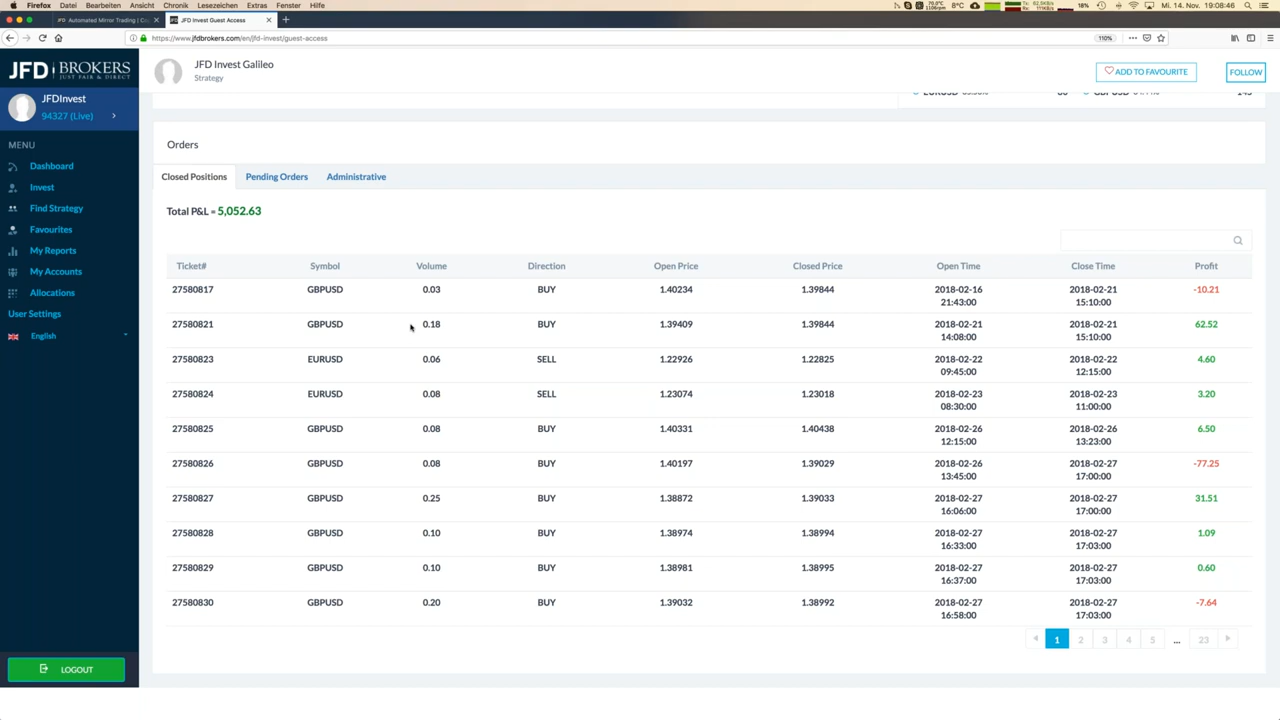 Firefox Datei Bearbeiten Ansicht Chronik Lesezeichen Extras Fenster Hilfe
8°C 18% Mi. 14. Nov. 19:08:46
Automated Mirror Trading | Co JFD Invest Guest Access
https://www.jfdbrokers.com/en/jfd-invest/guest-access 110%
JFD BROKERS
JUST FAIR & DIRECT
JFD Invest Galileo
Strategy
ADD TO FAVOURITE
FOLLOW
JFDInvest
94327 (Live)
MENU
Dashboard
Invest
Find Strategy
Favourites
My Reports
My Accounts
Allocations
User Settings
English
LOGOUT
EURUSD GBPUSD
Orders
Closed Positions Pending Orders Administrative
Total P&L = 5,052.63
Ticket# Symbol Volume Direction Open Price Closed Price Open Time Close Time Profit
27580817 GBPUSD 0.03 BUY 1.40234 1.39844 2018-02-16 2018-02-21 -10.21
21:43:00 15:10:00
27580821 GBPUSD 0.18 BUY 1.39409 1.39844 2018-02-21 2018-02-21 62.52
14:08:00 15:10:00
27580823 EURUSD 0.06 SELL 1.22926 1.22825 2018-02-22 2018-02-22 4.60
09:45:00 12:15:00
27580824 EURUSD 0.08 SELL 1.23074 1.23018 2018-02-23 2018-02-23 3.20
08:30:00 11:00:00
27580825 GBPUSD 0.08 BUY 1.40331 1.40438 2018-02-26 2018-02-26 6.50
12:15:00 13:23:00
27580826 GBPUSD 0.08 BUY 1.40197 1.39029 2018-02-26 2018-02-27 -77.25
13:45:00 17:00:00
27580827 GBPUSD 0.25 BUY 1.38872 1.39033 2018-02-27 2018-02-27 31.51
16:06:00 17:00:00
27580828 GBPUSD 0.10 BUY 1.38974 1.38994 2018-02-27 2018-02-27 1.09
16:33:00 17:03:00
27580829 GBPUSD 0.10 BUY 1.38981 1.38995 2018-02-27 2018-02-27 0.60
16:37:00 17:03:00
27580830 GBPUSD 0.20 BUY 1.39032 1.38992 2018-02-27 2018-02-27 -7.64
16:58:00 17:03:00
1 2 3 4 5 ... 23